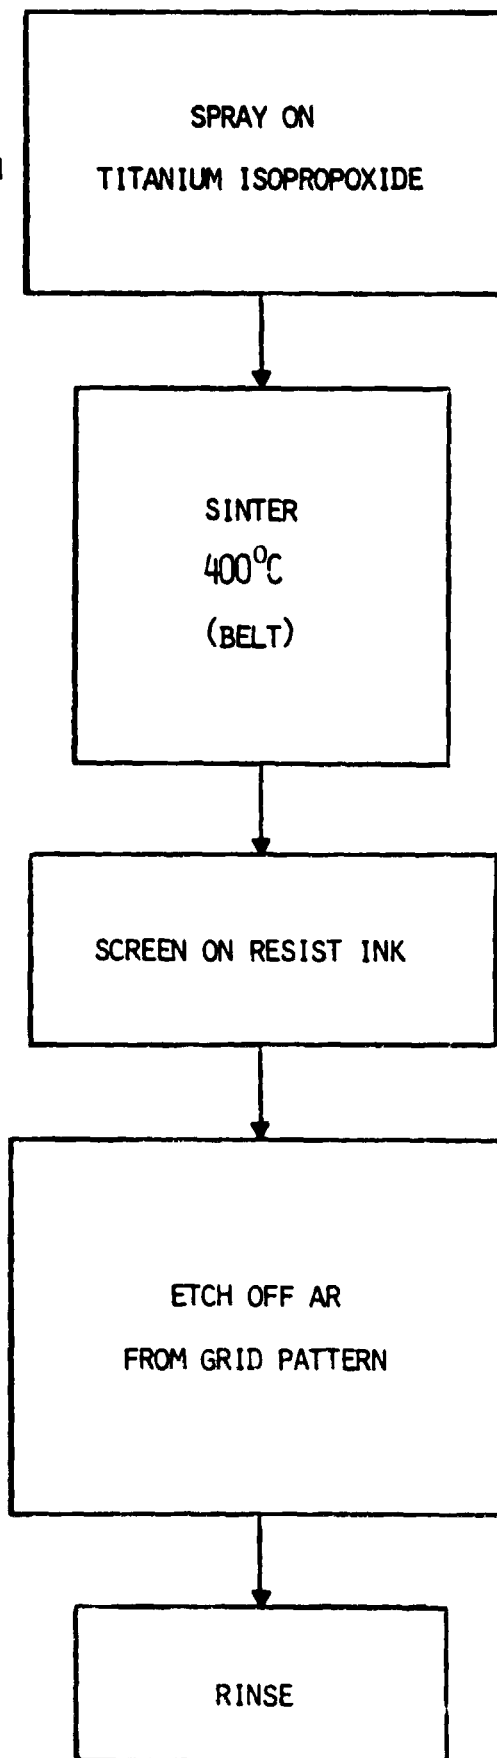 SPRAY ON
TITANIUM ISOPROPOXIDE
SINTER
400°C
(BELT)
SCREEN ON RESIST INK
ETCH OFF AR
FROM GRID PATTERN
RINSE